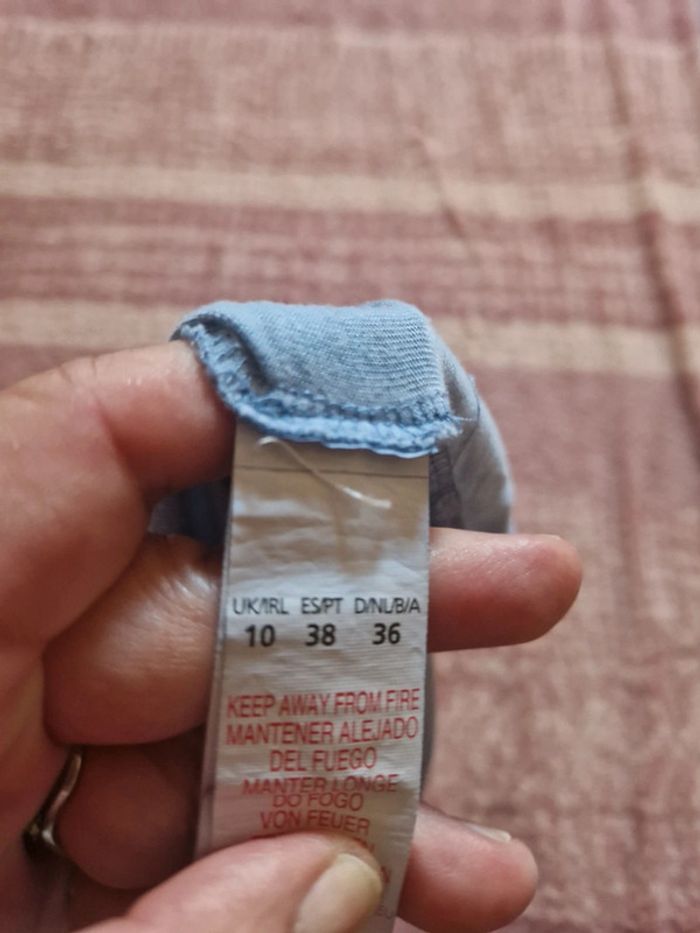 UK/IRL ES/PT D/NL/B/A
10 38 36
KEEP AWAY FROM FIRE
MANTENER ALEJADO
DEL FUEGO
MANTER LONGE
DO FOGO
VON FEUER